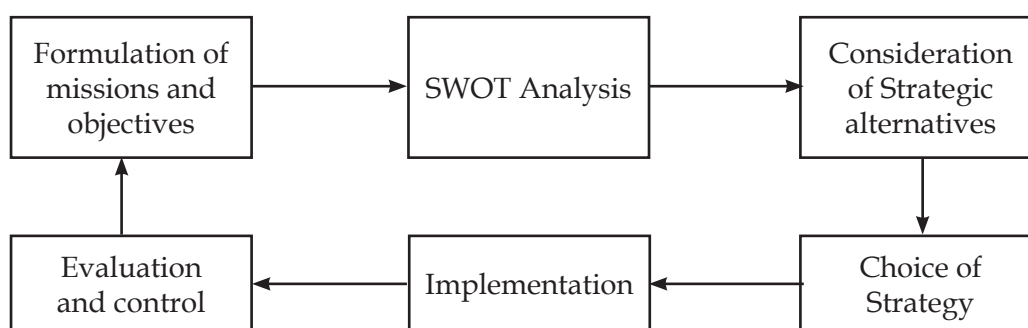 Formulation of
missions and
objectives
SWOT Analysis
Consideration
of Strategic
alternatives
Evaluation
and control
Implementation
Choice of
Strategy